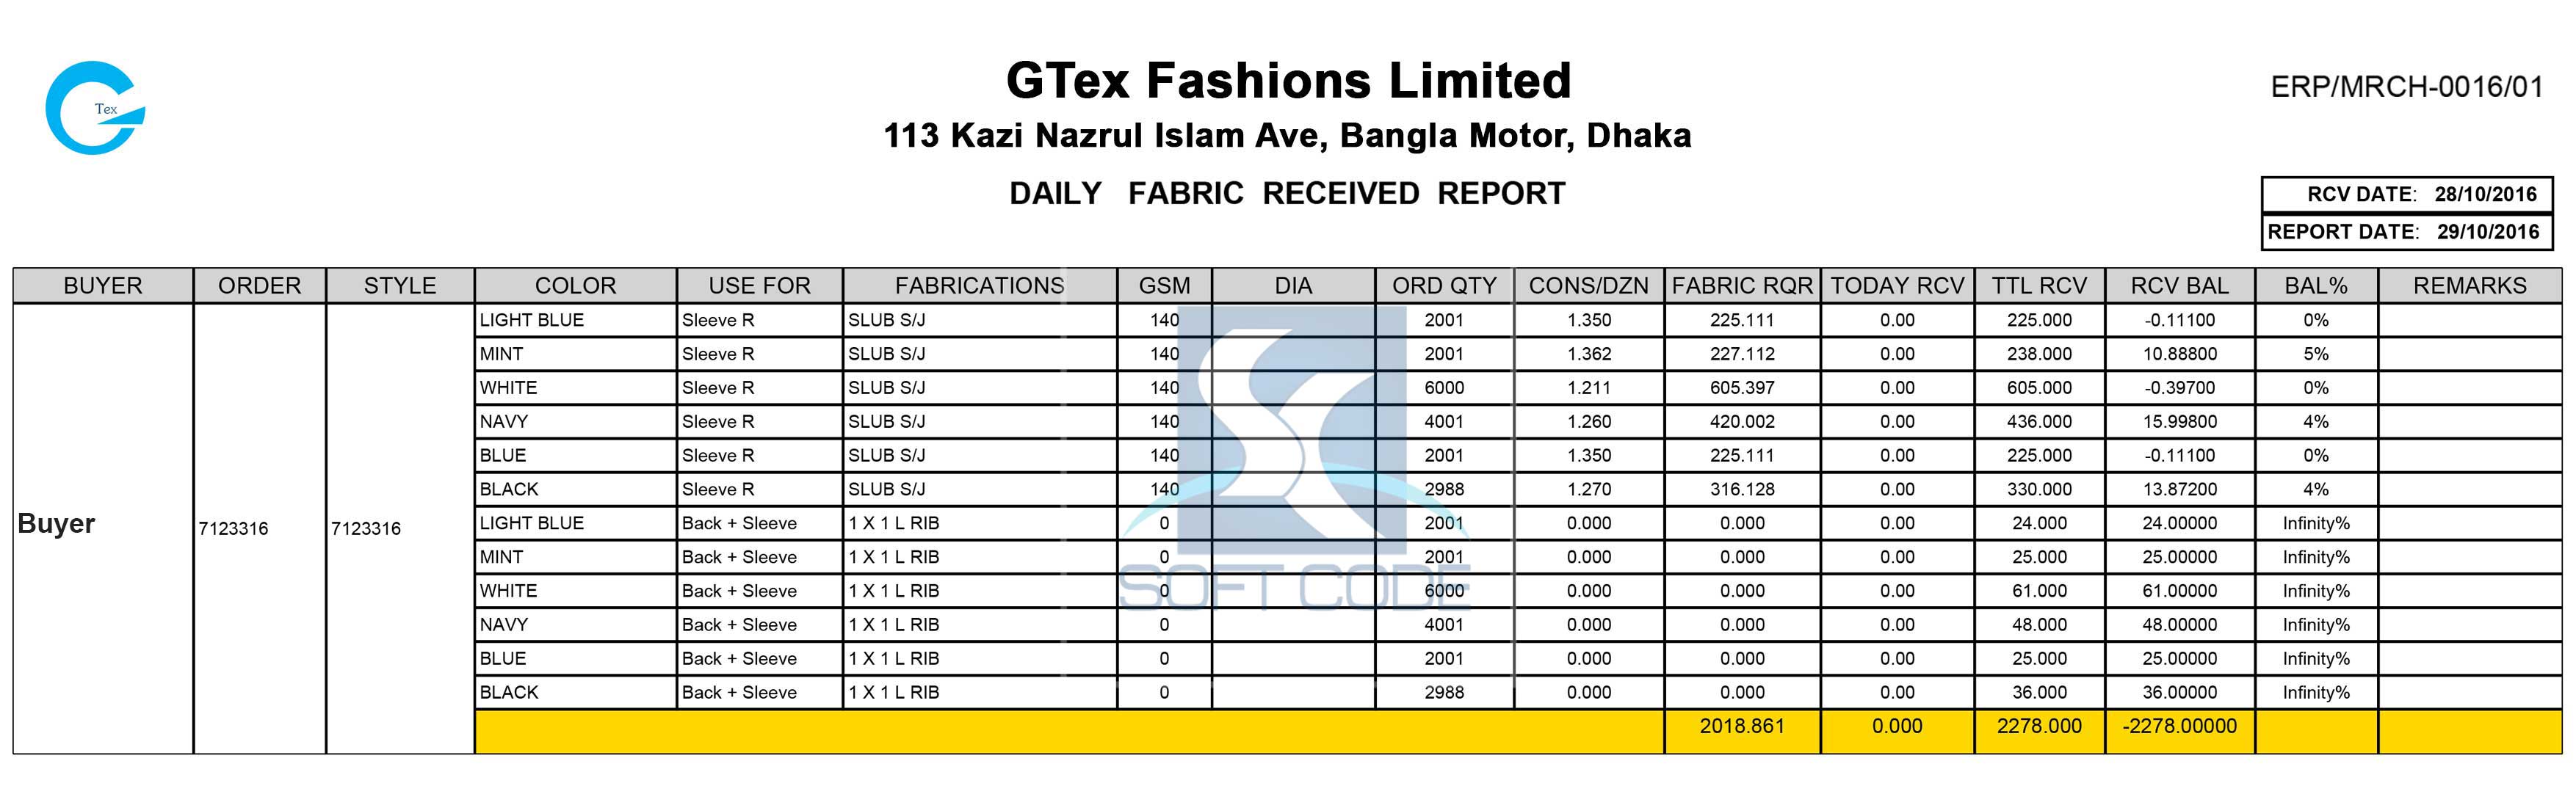 Tex
GTex Fashions Limited
ERP/MRCH-0016/01
113 Kazi Nazrul Islam Ave, Bangla Motor, Dhaka
DAILY FABRIC RECEIVED REPORT
RCV DATE: 28/10/2016
REPORT DATE: 29/10/2016
BUYER ORDER STYLE COLOR USE FOR FABRICATIONS GSM DIA ORD QTY CONS/DZN FABRIC RQR TODAY RCV TTL RCV RCV BAL BAL% REMARKS
LIGHT BLUE Sleeve R SLUB S/J 140 2001 1.350 225.111 0.00 225.000 -0.11100 0%
MINT Sleeve R SLUB S/J 140 2001 1.362 227.112 0.00 238.000 10.88800 5%
WHITE Sleeve R SLUB S/J 140 6000 1.211 605.397 0.00 605.000 -0.39700 0%
NAVY Sleeve R SLUB S/J 140 4001 1.260 420.002 0.00 436.000 15.99800 4%
BLUE Sleeve R SLUB S/J 140 2001 1.350 225.111 0.00 225.000 -0.11100 0%
BLACK Sleeve R SLUB S/J 140 2988 1.270 316.128 0.00 330.000 13.87200 4%
Buyer 7123316 7123316 LIGHT BLUE Back + Sleeve 1 X 1 L RIB 0 2001 0.000 0.000 0.00 24.000 24.00000 Infinity%
MINT Back + Sleeve 1 X 1 L RIB 0 2001 0.000 0.000 0.00 25.000 25.00000 Infinity%
WHITE Back + Sleeve 1 X 1 L RIB 0 6000 0.000 0.000 0.00 61.000 61.00000 Infinity%
NAVY Back + Sleeve 1 X 1 L RIB 0 4001 0.000 0.000 0.00 48.000 48.00000 Infinity%
BLUE Back + Sleeve 1 X 1 L RIB 0 2001 0.000 0.000 0.00 25.000 25.00000 Infinity%
BLACK Back + Sleeve 1 X 1 L RIB 0 2988 0.000 0.000 0.00 36.000 36.00000 Infinity%
2018.861 0.000 2278.000 -2278.00000
SOFT CODE